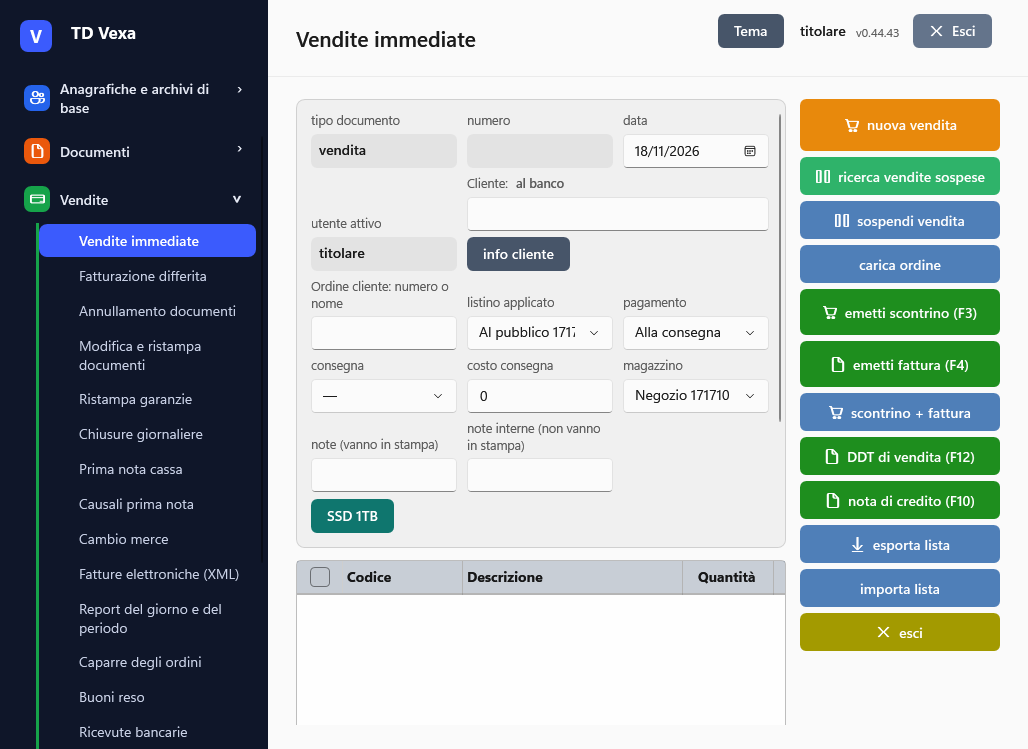 V
TD Vexa
Anagrafiche e archivi di
base
Documenti
Vendite
Vendite immediate
Fatturazione differita
Annullamento documenti
Modifica e ristampa
documenti
Ristampa garanzie
Chiusure giornaliere
Prima nota cassa
Causali prima nota
Cambio merce
Fatture elettroniche (XML)
Report del giorno e del
periodo
Caparre degli ordini
Buoni reso
Ricevute bancarie
Vendite immediate
Tema
titolare
v0.44.43
Esci
tipo documento
numero
data
vendita
18/11/2026
Cliente: al banco
utente attivo
titolare
info cliente
Ordine cliente: numero o
nome
listino applicato
pagamento
Al pubblico 1717
Alla consegna
consegna
costo consegna
magazzino
—
0
Negozio 171710
note (vanno in stampa)
note interne (non vanno
in stampa)
SSD 1TB
Codice
Descrizione
Quantità
nuova vendita
ricerca vendite sospese
sospendi vendita
carica ordine
emetti scontrino (F3)
emetti fattura (F4)
scontrino + fattura
DDT di vendita (F12)
nota di credito (F10)
esporta lista
importa lista
esci